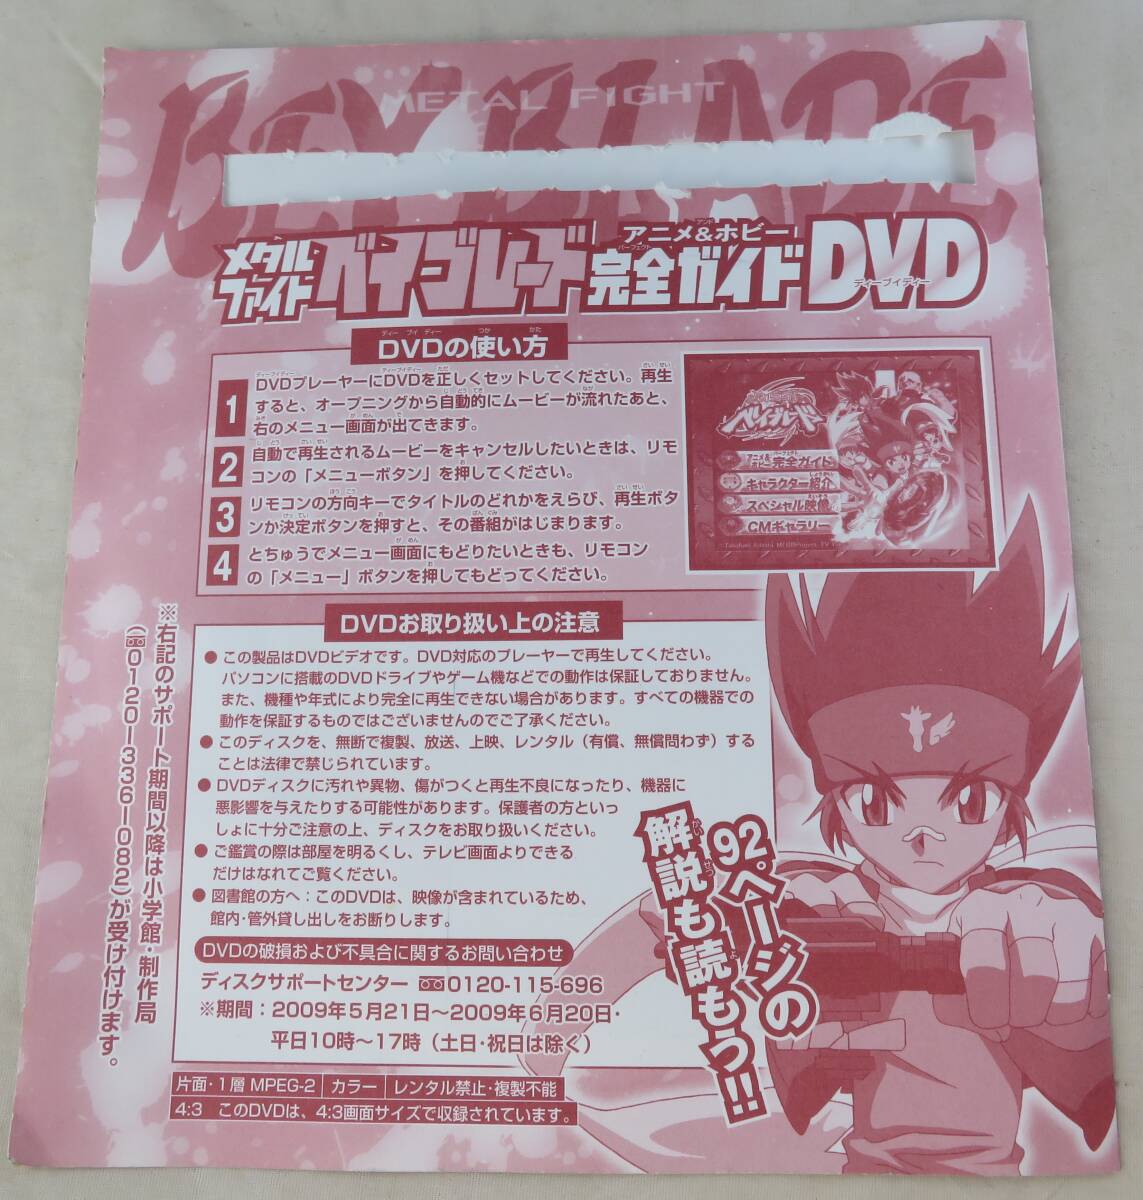 BEYBLADE
METAL FIGHT
メタルファイト ベイブレード アニメ&ホビー 完全ガイドDVD
アンド
パーフェクト
ディーブイディー
DVDの使い方
1 DVDプレーヤーにDVDを正しくセットしてください。再生
すると、オープニングから自動的にムービーが流れたあと、
右のメニュー画面が出てきます。
2 自動で再生されるムービーをキャンセルしたいときは、リモ
コンの「メニューボタン」を押してください。
3 リモコンの方向キーでタイトルのどれかをえらび、再生ボタ
ンか決定ボタンを押すと、その番組がはじまります。
4 とちゅうでメニュー画面にもどりたいときも、リモコン
の「メニュー」ボタンを押してもどってください。
ベイブレード
アニメ&ホビー完全ガイド
キャラクター紹介
スペシャル映像
CMギャラリー
DVDお取り扱い上の注意
● この製品はDVDビデオです。DVD対応のプレーヤーで再生してください。
パソコンに搭載のDVDドライブやゲーム機などでの動作は保証しておりません。
また、機種や年式により完全に再生できない場合があります。すべての機器での
動作を保証するものではございませんのでご了承ください。
● このディスクを、無断で複製、放送、上映、レンタル（有償、無償問わず）する
ことは法律で禁じられています。
● DVDディスクに汚れや異物、傷がつくと再生不良になったり、機器に
悪影響を与えたりする可能性があります。保護者の方といっ
しょに十分ご注意の上、ディスクをお取り扱いください。
● ご鑑賞の際は部屋を明るくし、テレビ画面よりできる
だけはなれてご覧ください。
● 図書館の方へ：このDVDは、映像が含まれているため、
館内・管外貸し出しをお断りします。
DVDの破損および不具合に関するお問い合わせ
ディスクサポートセンター 0120-115-696
※期間：2009年5月21日～2009年6月20日・
平日10時～17時（土日・祝日は除く）
片面・1層 MPEG-2 カラー レンタル禁止・複製不能
4:3 このDVDは、4:3画面サイズで収録されています。
92ページの
解説も読もう!!
※右記のサポート期間以降は小学館・制作局
（0120-336-082）が受け付けます。